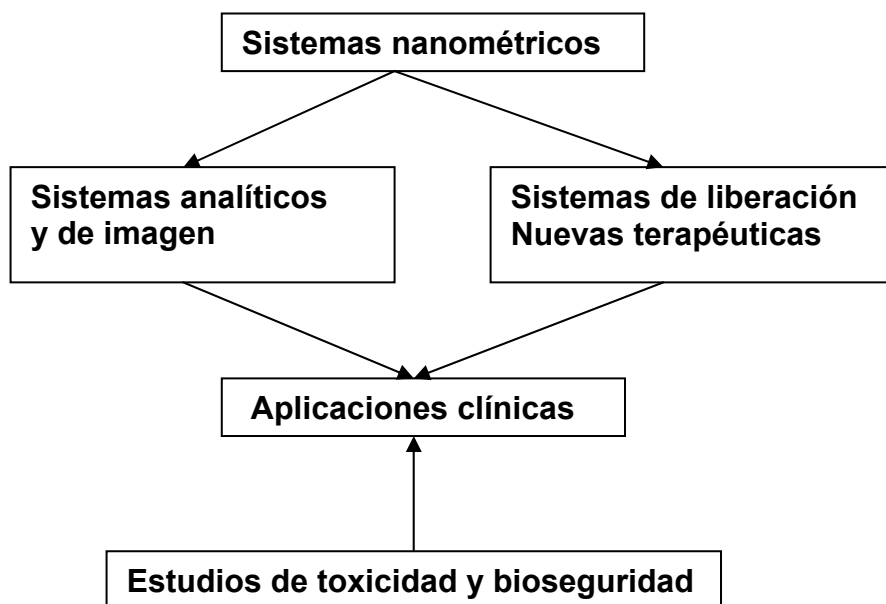 Sistemas nanométricos
Sistemas analíticos
y de imagen
Sistemas de liberación
Nuevas terapéuticas
Aplicaciones clínicas
Estudios de toxicidad y bioseguridad